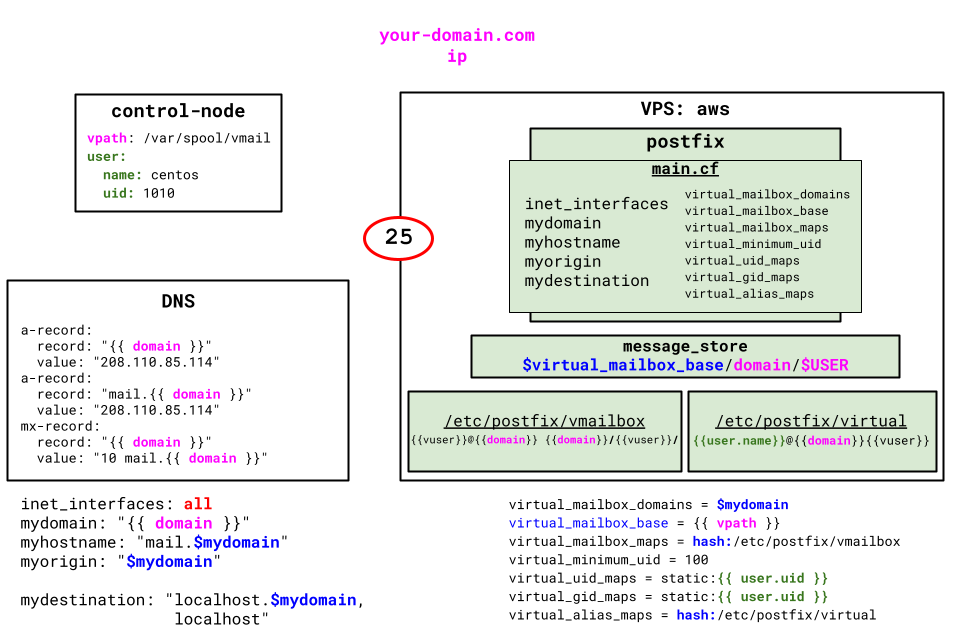 your-domain.com
ip
control-node
vpath: /var/spool/vmail
user:
name: centos
uid: 1010
25
DNS
a-record:
record: "{{ domain }}"
value: "208.110.85.114"
a-record:
record: "mail.{{ domain }}"
value: "208.110.85.114"
mx-record:
record: "{{ domain }}"
value: "10 mail.{{ domain }}"
inet_interfaces: all
mydomain: "{{ domain }}"
myhostname: "mail.$mydomain"
myorigin: "$mydomain"
mydestination: "localhost.$mydomain,
localhost"
VPS: aws
postfix
main.cf
inet_interfaces
mydomain
myhostname
myorigin
mydestination
virtual_mailbox_domains
virtual_mailbox_base
virtual_mailbox_maps
virtual_minimum_uid
virtual_uid_maps
virtual_gid_maps
virtual_alias_maps
message_store
$virtual_mailbox_base/domain/$USER
/etc/postfix/vmailbox
{{vuser}}@{{domain}} {{domain}}/{{vuser}}/
/etc/postfix/virtual
{{user.name}}@{{domain}}{{vuser}}
virtual_mailbox_domains = $mydomain
virtual_mailbox_base = {{ vpath }}
virtual_mailbox_maps = hash:/etc/postfix/vmailbox
virtual_minimum_uid = 100
virtual_uid_maps = static:{{ user.uid }}
virtual_gid_maps = static:{{ user.uid }}
virtual_alias_maps = hash:/etc/postfix/virtual